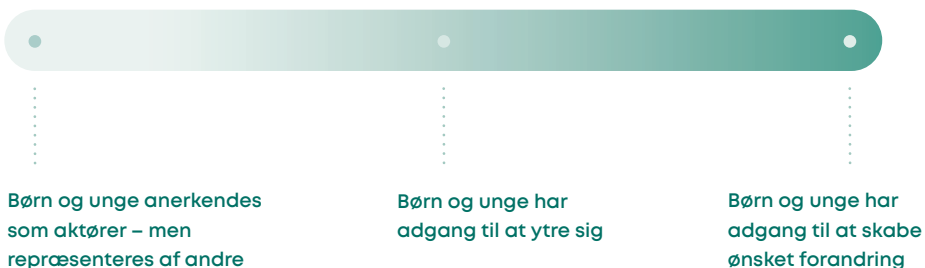 Børn og unge anerkendes
som aktører – men
repræsenteres af andre
Børn og unge har
adgang til at ytre sig
Børn og unge har
adgang til at skabe
ønsket forandring